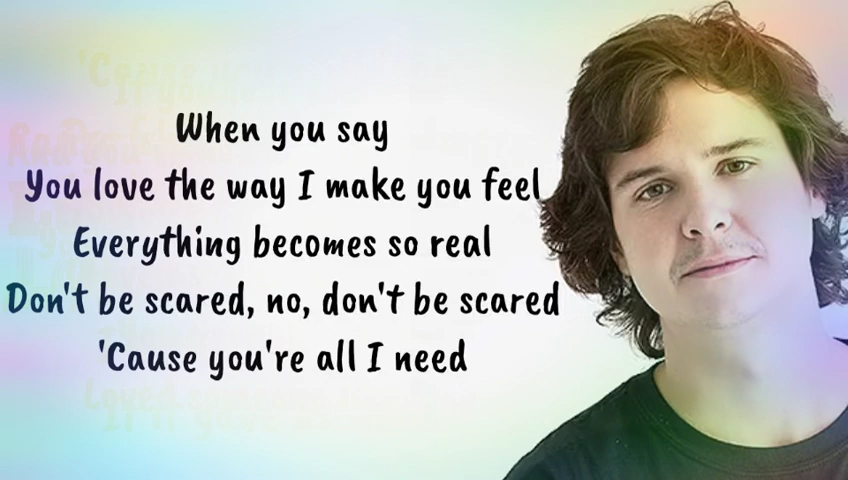 When you say
You love the way I make you feel
Everything becomes so real
Don't be scared, no, don't be scared
'Cause you're all I need